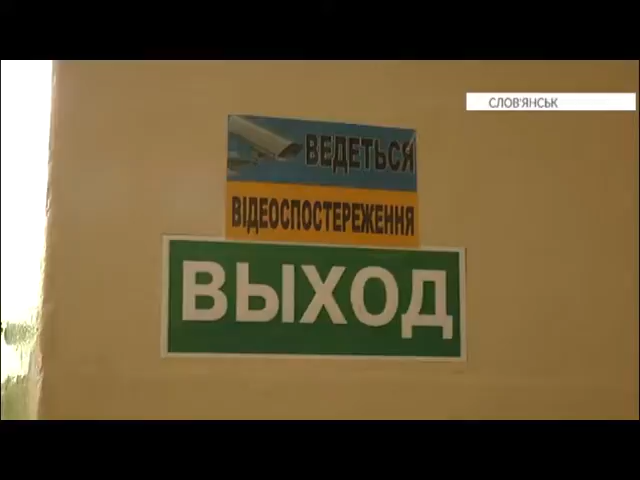 СЛОВ'ЯНСЬК
ВЕДЕТЬСЯ
ВІДЕОСПОСТЕРЕЖЕННЯ
ВЫХОД